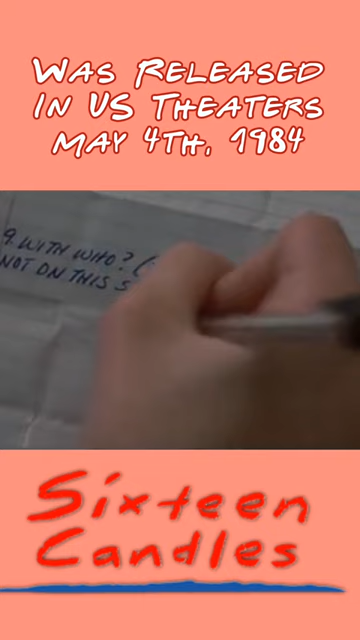 Was Released
In US Theaters
May 4th, 1984
9. WITH WHO? (
NOT ON THIS S
Sixteen
Candles